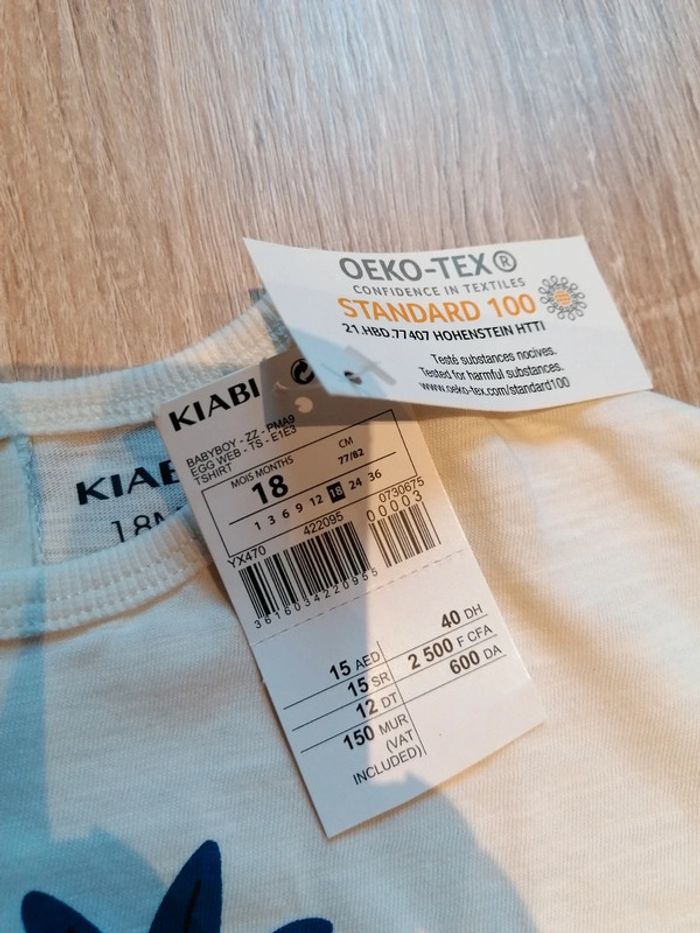 OEKO-TEX®
CONFIDENCE IN TEXTILES
STANDARD 100
21.HBD.77407 HOHENSTEIN HTTI
Testé substances nocives.
Tested for harmful substances.
www.oeko-tex.com/standard100
KIABI
BABYBOY - ZZ - PMA9
EGG WEB - TS - E1E3
TSHIRT
MOIS MONTHS
CM
18
77/82
1 3 6 9 12 18 24 36
YX470
422095
0730675
00003
3616034220955
15 AED
40 DH
15 SR
2 500 F CFA
12 DT
600 DA
150 MUR
(VAT
INCLUDED)
KIAB
18M